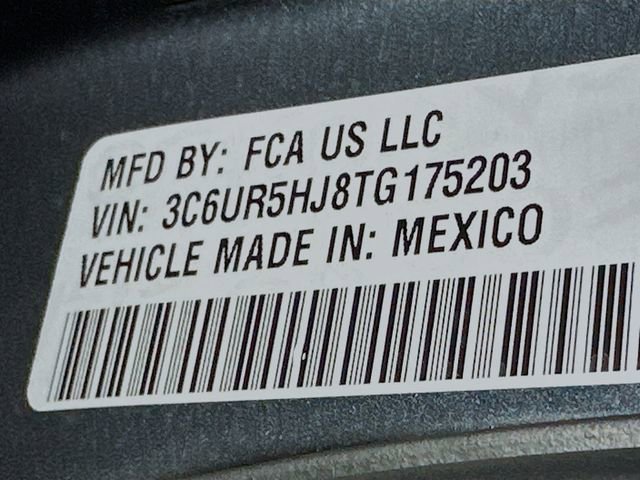 MFD BY: FCA US LLC
VIN: 3C6UR5HJ8TG175203
VEHICLE MADE IN: MEXICO